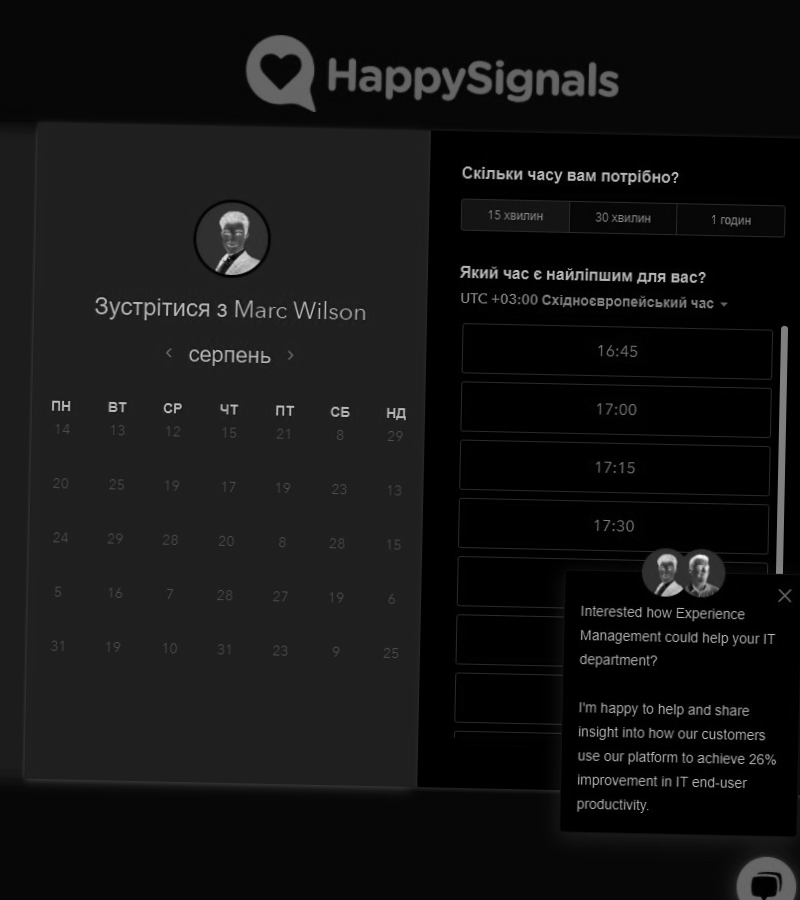 HappySignals
Зустрітися з Marc Wilson
серпень
ПН ВТ СР ЧТ ПТ СБ НД
14 13 12 15 21 8 29
20 25 19 17 19 23 13
24 29 28 20 8 28 15
5 16 7 28 27 19 6
31 19 10 31 23 9 25
Скільки часу вам потрібно?
15 хвилин 30 хвилин 1 годин
Який час є найліпшим для вас?
UTC +03:00 Східноєвропейський час
16:45
17:00
17:15
17:30
Interested how Experience
Management could help your IT
department?
I'm happy to help and share
insight into how our customers
use our platform to achieve 26%
improvement in IT end-user
productivity.